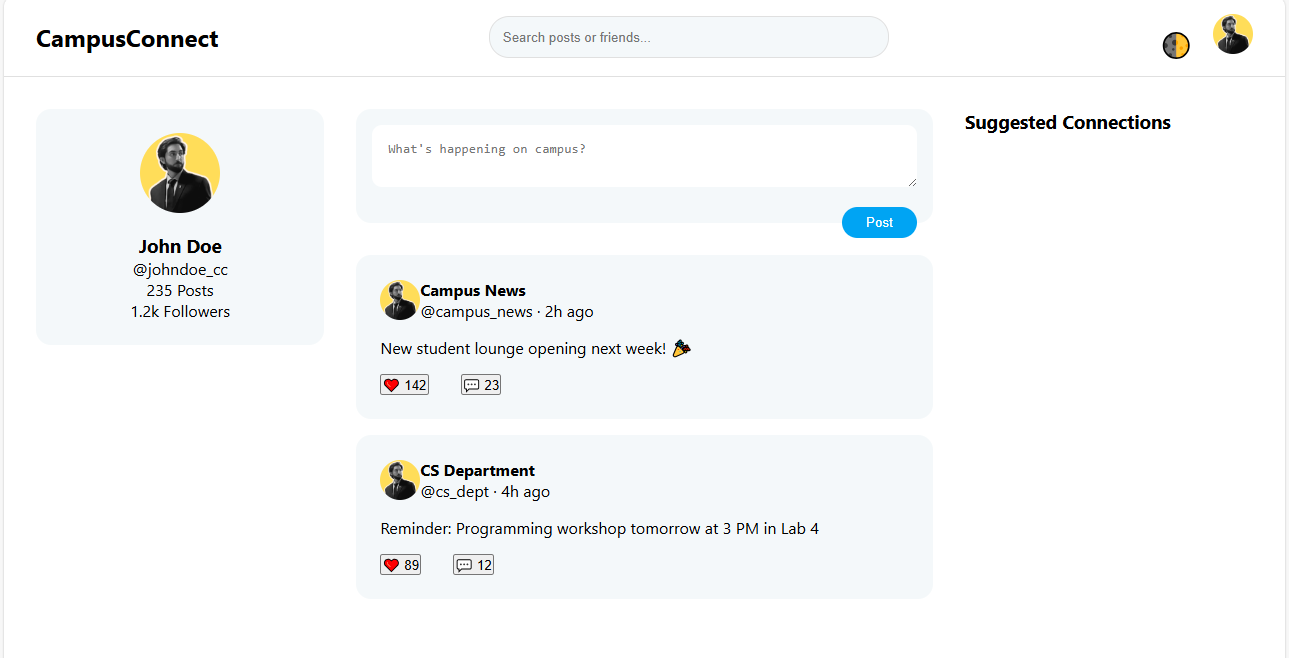 CampusConnect
Search posts or friends...
John Doe
@johndoe_cc
235 Posts
1.2k Followers
What's happening on campus?
Post
Campus News
@campus_news · 2h ago
New student lounge opening next week! 🎉
❤️ 142 💬 23
CS Department
@cs_dept · 4h ago
Reminder: Programming workshop tomorrow at 3 PM in Lab 4
❤️ 89 💬 12
Suggested Connections